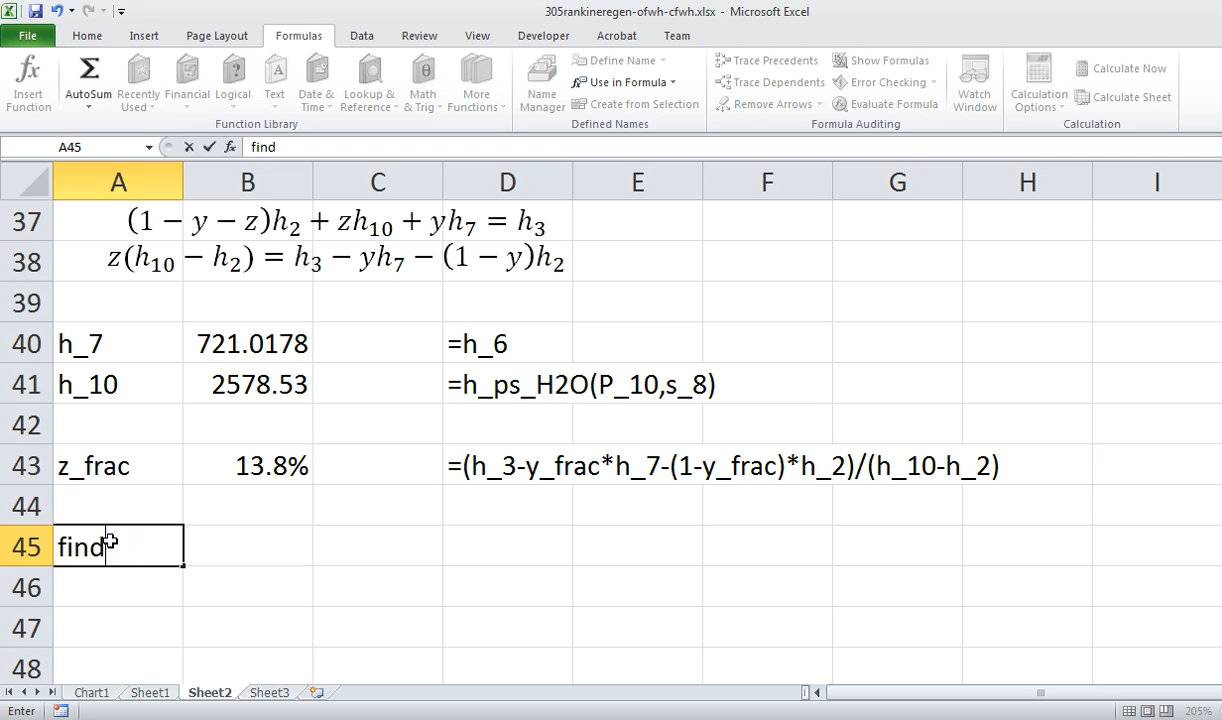 305rankineregen-ofwh-cfwh.xlsx - Microsoft Excel
File Home Insert Page Layout Formulas Data Review View Developer Acrobat Team
fx Insert Function
Σ AutoSum
Recently Used
Financial
? Logical
A Text
Date & Time
Lookup & Reference
θ Math & Trig
More Functions
Function Library
Name Manager
Define Name
Use in Formula
Create from Selection
Defined Names
Trace Precedents
Trace Dependents
Remove Arrows
Show Formulas
Error Checking
Evaluate Formula
Watch Window
Formula Auditing
Calculation Options
Calculate Now
Calculate Sheet
Calculation
A45 fx find
A B C D E F G H I
37 (1 − y − z)h₂ + zh₁₀ + yh₇ = h₃
38 z(h₁₀ − h₂) = h₃ − yh₇ − (1 − y)h₂
39
40 h_7 721.0178 =h_6
41 h_10 2578.53 =h_ps_H2O(P_10,s_8)
42
43 z_frac 13.8% =(h_3-y_frac*h_7-(1-y_frac)*h_2)/(h_10-h_2)
44
45 find
46
47
48
Chart1 Sheet1 Sheet2 Sheet3
Enter 205%